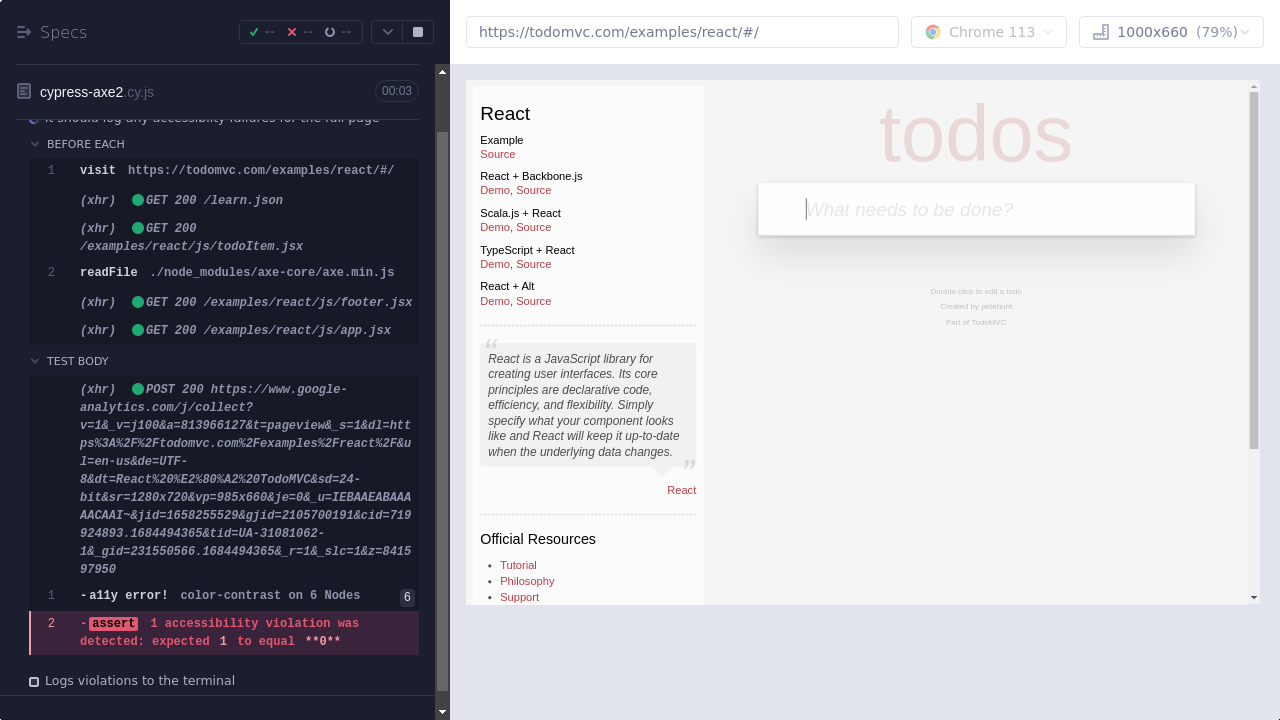 Specs
--
--
--
cypress-axe2.cy.js
00:03
it should log any accessibility failures for the full page
BEFORE EACH
1 visit https://todomvc.com/examples/react/#/
(xhr) GET 200 /learn.json
(xhr) GET 200
/examples/react/js/todoItem.jsx
2 readFile ./node_modules/axe-core/axe.min.js
(xhr) GET 200 /examples/react/js/footer.jsx
(xhr) GET 200 /examples/react/js/app.jsx
TEST BODY
(xhr) POST 200 https://www.google-
analytics.com/j/collect?
v=1&_v=j100&a=813966127&t=pageview&_s=1&dl=htt
ps%3A%2F%2Ftodomvc.com%2Fexamples%2Freact%2F&u
l=en-us&de=UTF-
8&dt=React%20%E2%80%A2%20TodoMVC&sd=24-
bit&sr=1280x720&vp=985x660&je=0&_u=IEBAAEABAAA
AACAAI~&jid=1658255529&gjid=2105700191&cid=719
924893.1684494365&tid=UA-31081062-
1&_gid=231550566.1684494365&_r=1&_slc=1&z=8415
97950
1 -a11y error! color-contrast on 6 Nodes 6
2 -assert 1 accessibility violation was
detected: expected 1 to equal **0**
Logs violations to the terminal
https://todomvc.com/examples/react/#/
Chrome 113
1000x660 (79%)
React
Example
Source
React + Backbone.js
Demo, Source
Scala.js + React
Demo, Source
TypeScript + React
Demo, Source
React + Alt
Demo, Source
“
React is a JavaScript library for
creating user interfaces. Its core
principles are declarative code,
efficiency, and flexibility. Simply
specify what your component looks
like and React will keep it up-to-date
when the underlying data changes.
”
React
Official Resources
• Tutorial
• Philosophy
• Support
todos
What needs to be done?
Double-click to edit a todo
Created by petehunt
Part of TodoMVC